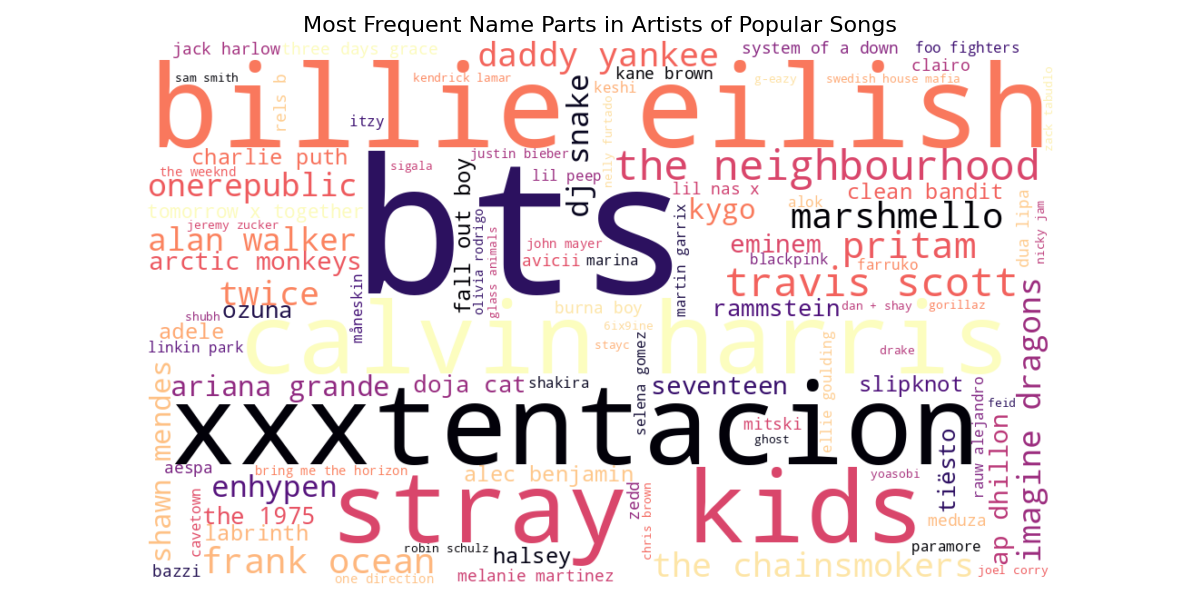 Most Frequent Name Parts in Artists of Popular Songs
jack harlow
three days grace
daddy yankee
system of a down
foo fighters
clairo
sam smith
kendrick lamar
kane brown
g-eazy
swedish house mafia
keshi
rels b
billie eilish
zack tabudlo
itzy
dj snake
nelly furtado
charlie puth
the weeknd
sigala
justin bieber
lil peep
the neighbourhood
onerepublic
bts
lil nas x
clean bandit
tomorrow x together
fall out boy
kygo
alok
marshmello
jeremy zucker
olivia rodrigo
martin garrix
dua lipa
nicky jam
alan walker
glass animals
john mayer
eminem
pritam
arctic monkeys
avicii
marina
blackpink
farruko
twice
travis scott
ozuna
måneskin
burna boy
rammstein
dan + shay
gorillaz
shubh
6ix9ine
adele
calvin harris
stayc
linkin park
selena gomez
ellie goulding
drake
imagine dragons
shawn mendes
ariana grande
doja cat
shakira
seventeen
slipknot
xxxtentacion
mitski
ghost
rauw alejandro
feid
aespa
bring me the horizon
alec benjamin
yoasobi
tiësto
ap dhillon
enhypen
stray kids
zedd
chris brown
cavetown
the 1975
labrinth
meduza
frank ocean
robin schulz
halsey
paramore
bazzi
one direction
melanie martinez
the chainsmokers
joel corry